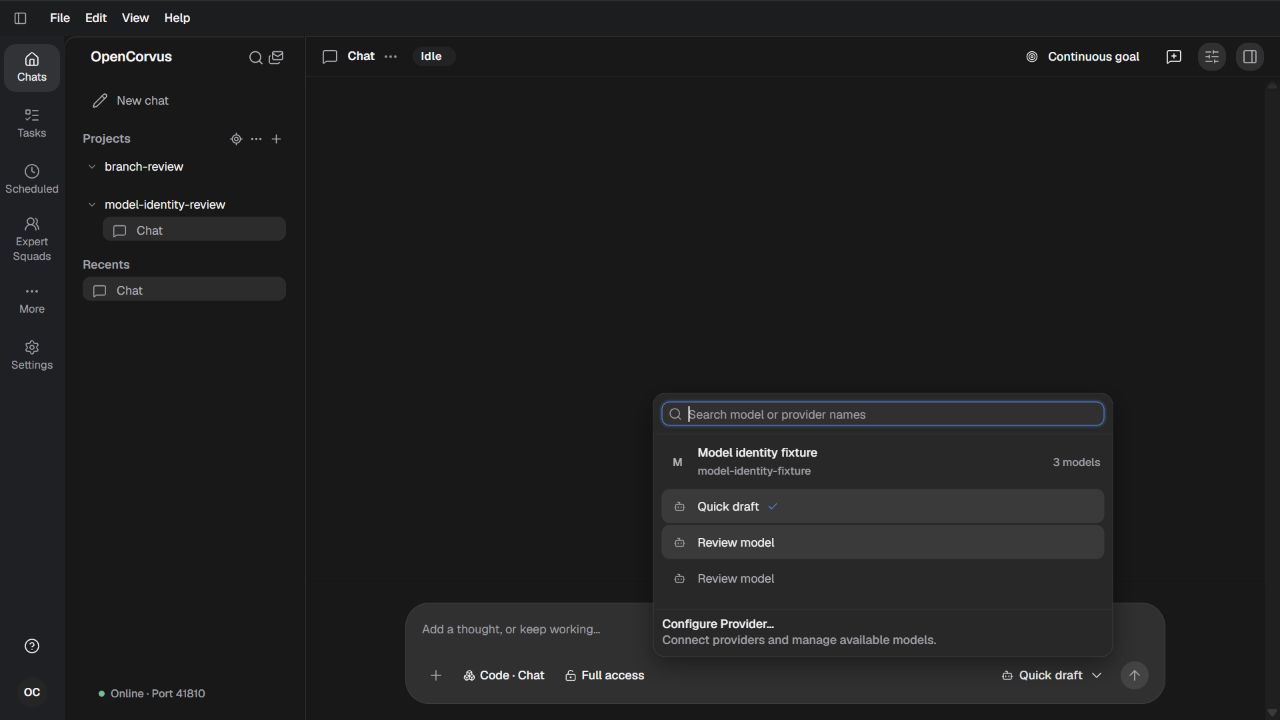 File Edit View Help
Chats
Tasks
Scheduled
Expert
Squads
More
Settings
OC
OpenCorvus
New chat
Projects
branch-review
model-identity-review
Chat
Recents
Chat
Online · Port 41810
Chat
Idle
Continuous goal
Search model or provider names
M
Model identity fixture
model-identity-fixture
3 models
Quick draft
Review model
Review model
Configure Provider...
Connect providers and manage available models.
Add a thought, or keep working...
Code · Chat
Full access
Quick draft